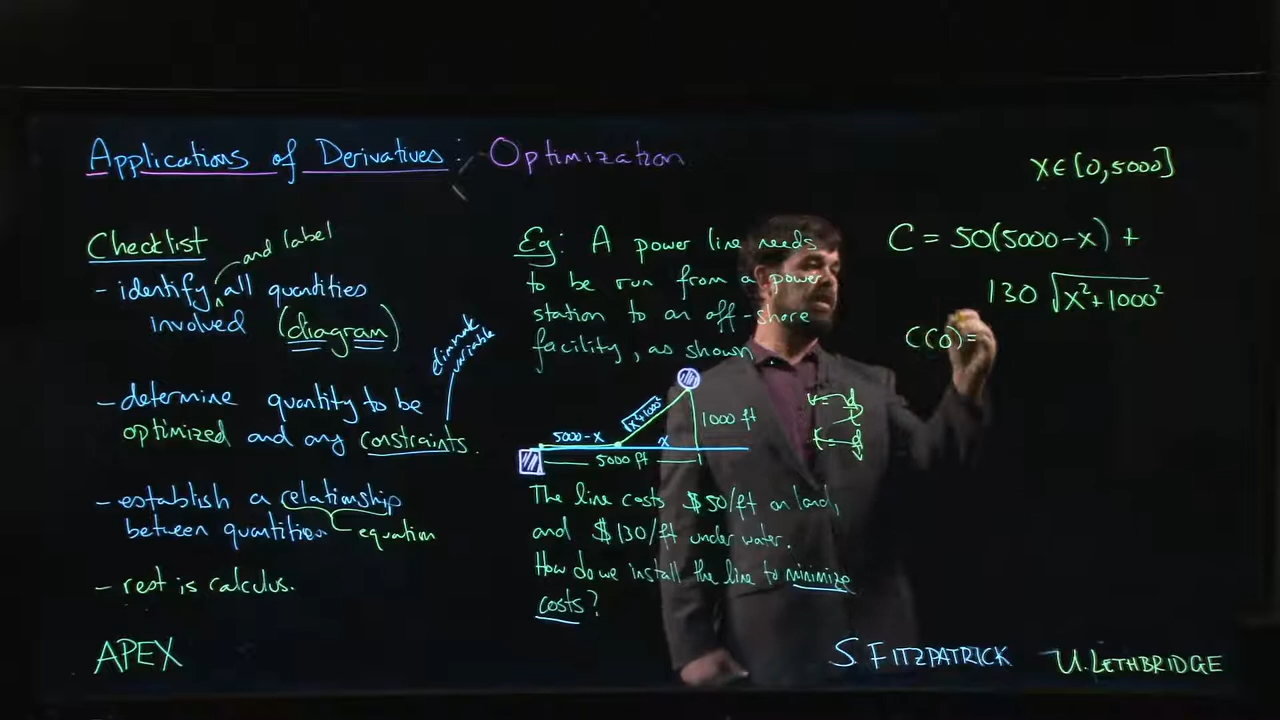 Applications of Derivatives: Optimization
x∈[0,5000]
Checklist
and label
- identify all quantities
involved (diagram)
eliminate
variable
- determine quantity to be
optimized and any constraints.
- establish a relationship
between quantities
equation
- rest is calculus.
APEX
Eg: A power line needs
to be run from a power
station to an off-shore
facility, as shown.
√x²+1000²
1000 ft
5000-x
x
5000 ft
The line costs $50/ft on land,
and $130/ft under water.
How do we install the line to minimize
costs?
C = 50(5000-x) +
130 √x²+1000²
C(0)=
S. FITZPATRICK U. LETHBRIDGE